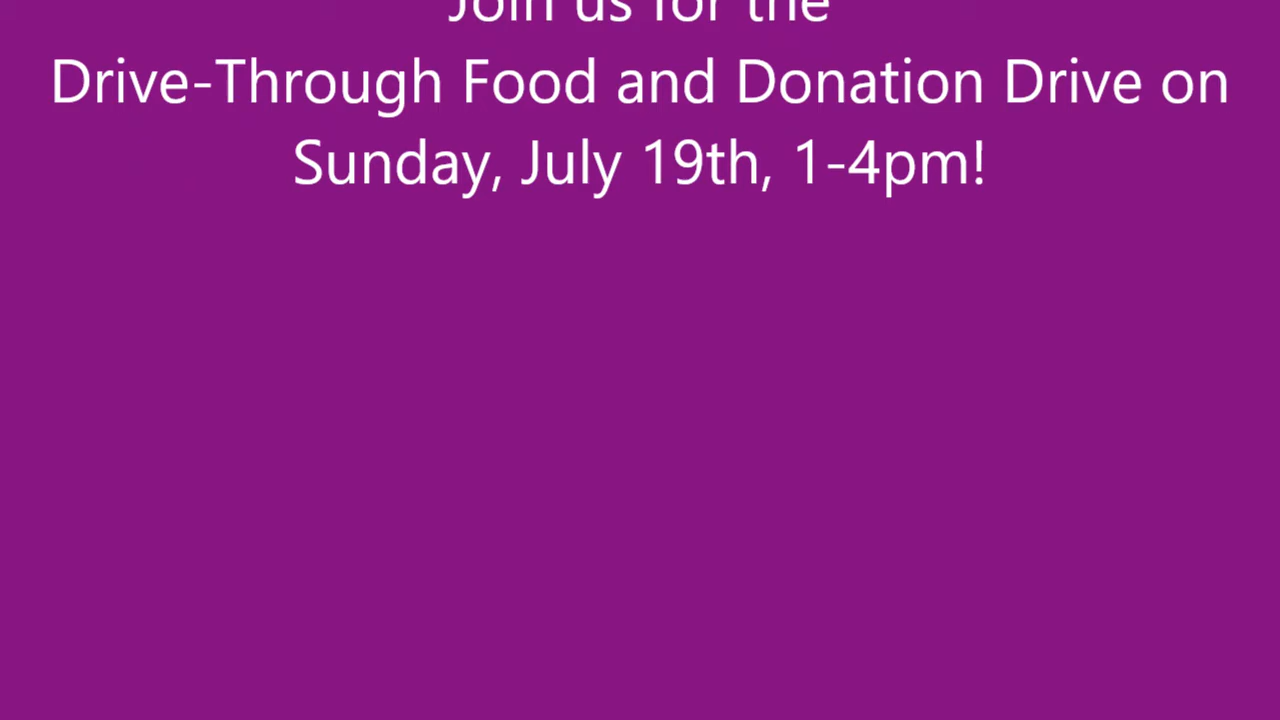 Join us for the
Drive-Through Food and Donation Drive on
Sunday, July 19th, 1-4pm!